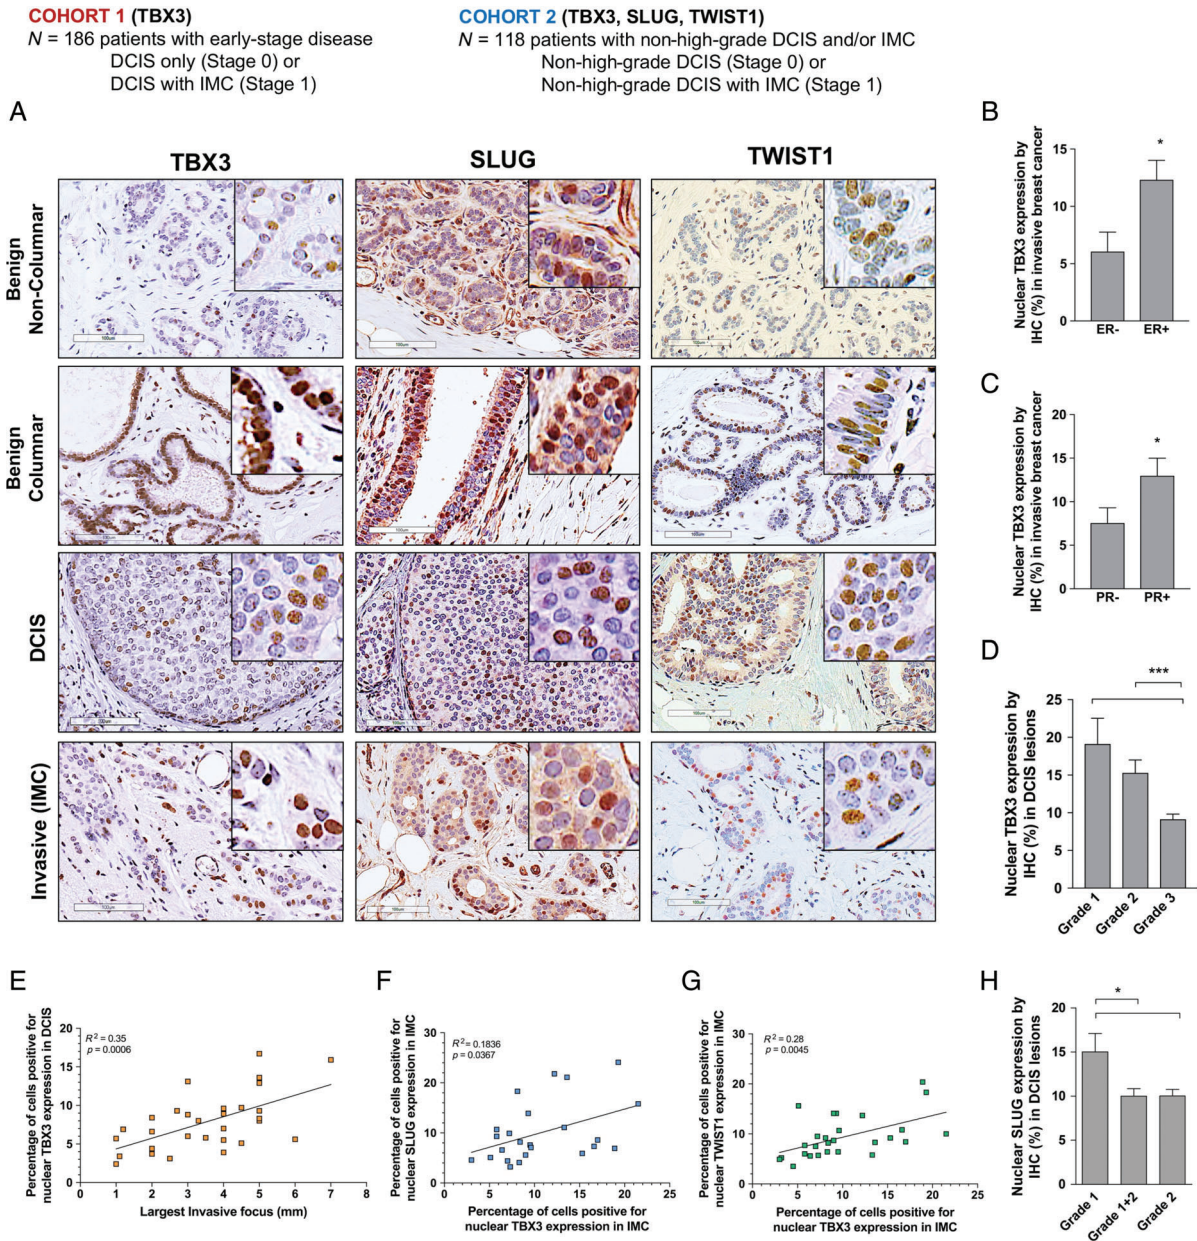 COHORT 1 (TBX3)
N = 186 patients with early-stage disease
DCIS only (Stage 0) or
DCIS with IMC (Stage 1)
COHORT 2 (TBX3, SLUG, TWIST1)
N = 118 patients with non-high-grade DCIS and/or IMC
Non-high-grade DCIS (Stage 0) or
Non-high-grade DCIS with IMC (Stage 1)
A
TBX3
SLUG
TWIST1
Benign
Non-Columnar
100um
100um
100um
Benign
Columnar
100um
100um
100um
DCIS
100um
100um
100um
Invasive (IMC)
100um
100um
100um
B
Nuclear TBX3 expression by
IHC (%) in invasive breast cancer
15
10
5
0
*
ER- ER+
C
Nuclear TBX3 expression by
IHC (%) in invasive breast cancer
20
15
10
5
0
*
PR- PR+
D
Nuclear TBX3 expression by
IHC (%) in DCIS lesions
25
20
15
10
5
0
***
Grade 1 Grade 2 Grade 3
E
Percentage of cells positive for
nuclear TBX3 expression in DCIS
20
15
10
5
0
R² = 0.35
p = 0.0006
0 1 2 3 4 5 6 7 8
Largest Invasive focus (mm)
F
Percentage of cells positive for
nuclear SLUG expression in IMC
30
20
10
0
R² = 0.1836
p = 0.0367
0 5 10 15 20 25
Percentage of cells positive for
nuclear TBX3 expression in IMC
G
Percentage of cells positive for
nuclear TWIST1 expression in IMC
30
20
10
0
R² = 0.28
p = 0.0045
0 5 10 15 20 25
Percentage of cells positive for
nuclear TBX3 expression in IMC
H
Nuclear SLUG expression by
IHC (%) in DCIS lesions
20
15
10
5
0
*
Grade 1 Grade 1+2 Grade 2